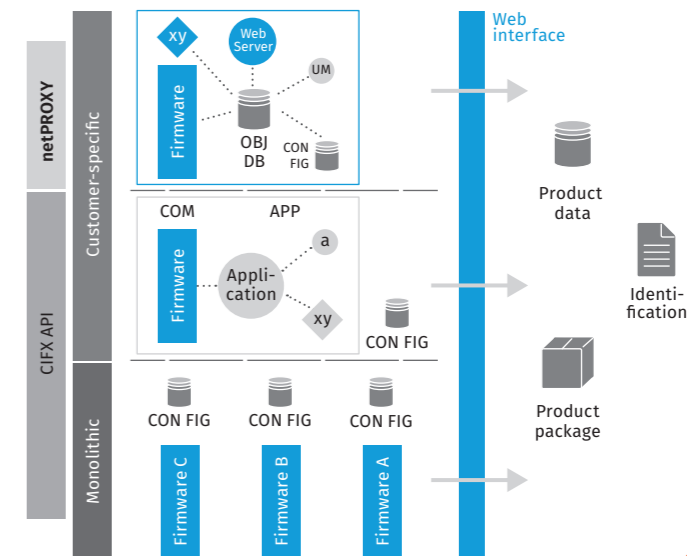 Web
interface
netPROXY
Customer-specific
xy
Web
Server
UM
Firmware
OBJ
DB
CON
FIG
Product
data
COM
APP
CIFX API
Firmware
Appli-
cation
a
xy
CON FIG
Identi-
fication
Monolithic
CON FIG
CON FIG
CON FIG
Product
package
Firmware C
Firmware B
Firmware A